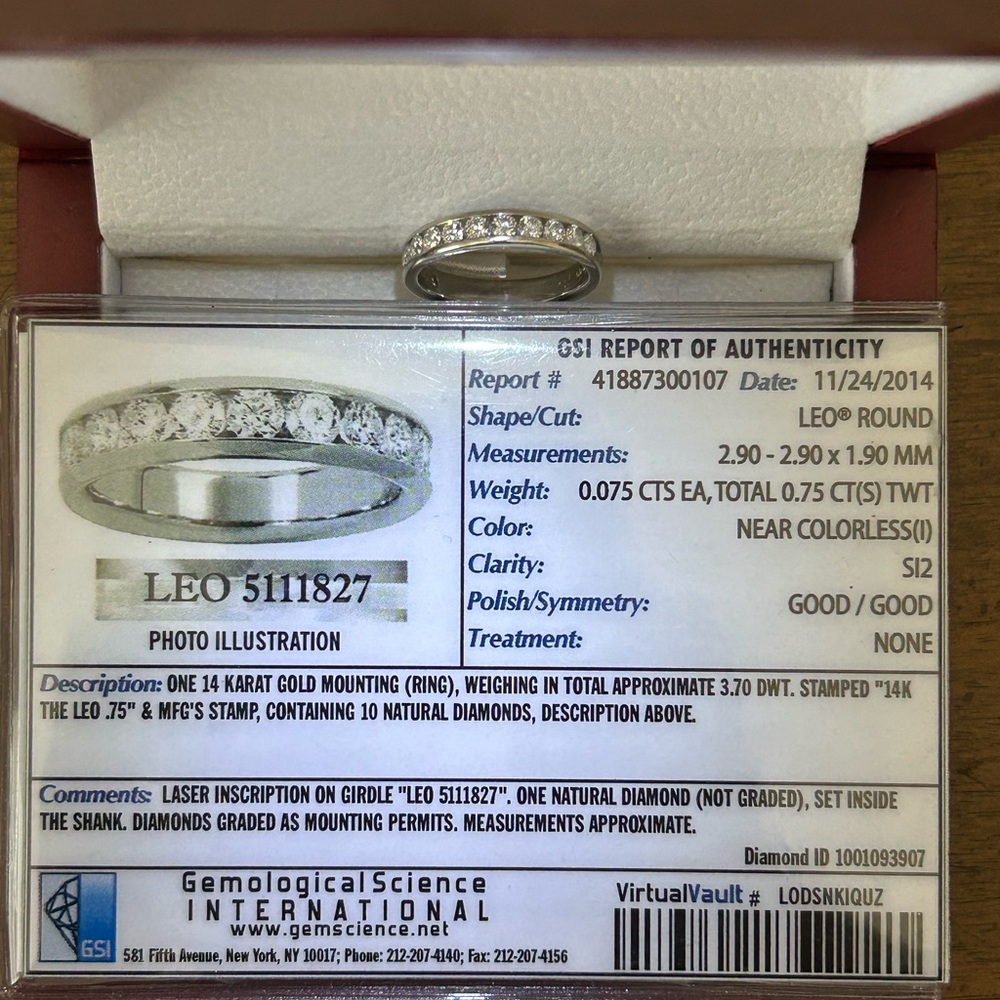 GSI REPORT OF AUTHENTICITY
Report # 41887300107 Date: 11/24/2014
Shape/Cut: LEO® ROUND
Measurements: 2.90 - 2.90 x 1.90 MM
Weight: 0.075 CTS EA, TOTAL 0.75 CT(S) TWT
Color: NEAR COLORLESS(I)
Clarity: SI2
Polish/Symmetry: GOOD / GOOD
Treatment: NONE
LEO 5111827
PHOTO ILLUSTRATION
Description: ONE 14 KARAT GOLD MOUNTING (RING), WEIGHING IN TOTAL APPROXIMATE 3.70 DWT. STAMPED "14K
THE LEO .75" & MFG'S STAMP, CONTAINING 10 NATURAL DIAMONDS, DESCRIPTION ABOVE.
Comments: LASER INSCRIPTION ON GIRDLE "LEO 5111827". ONE NATURAL DIAMOND (NOT GRADED), SET INSIDE
THE SHANK. DIAMONDS GRADED AS MOUNTING PERMITS. MEASUREMENTS APPROXIMATE.
Diamond ID 1001093907
GSI
Gemological Science
INTERNATIONAL
www.gemscience.net
581 Fifth Avenue, New York, NY 10017; Phone: 212-207-4140; Fax: 212-207-4156
VirtualVault # LODSNKIQUZ